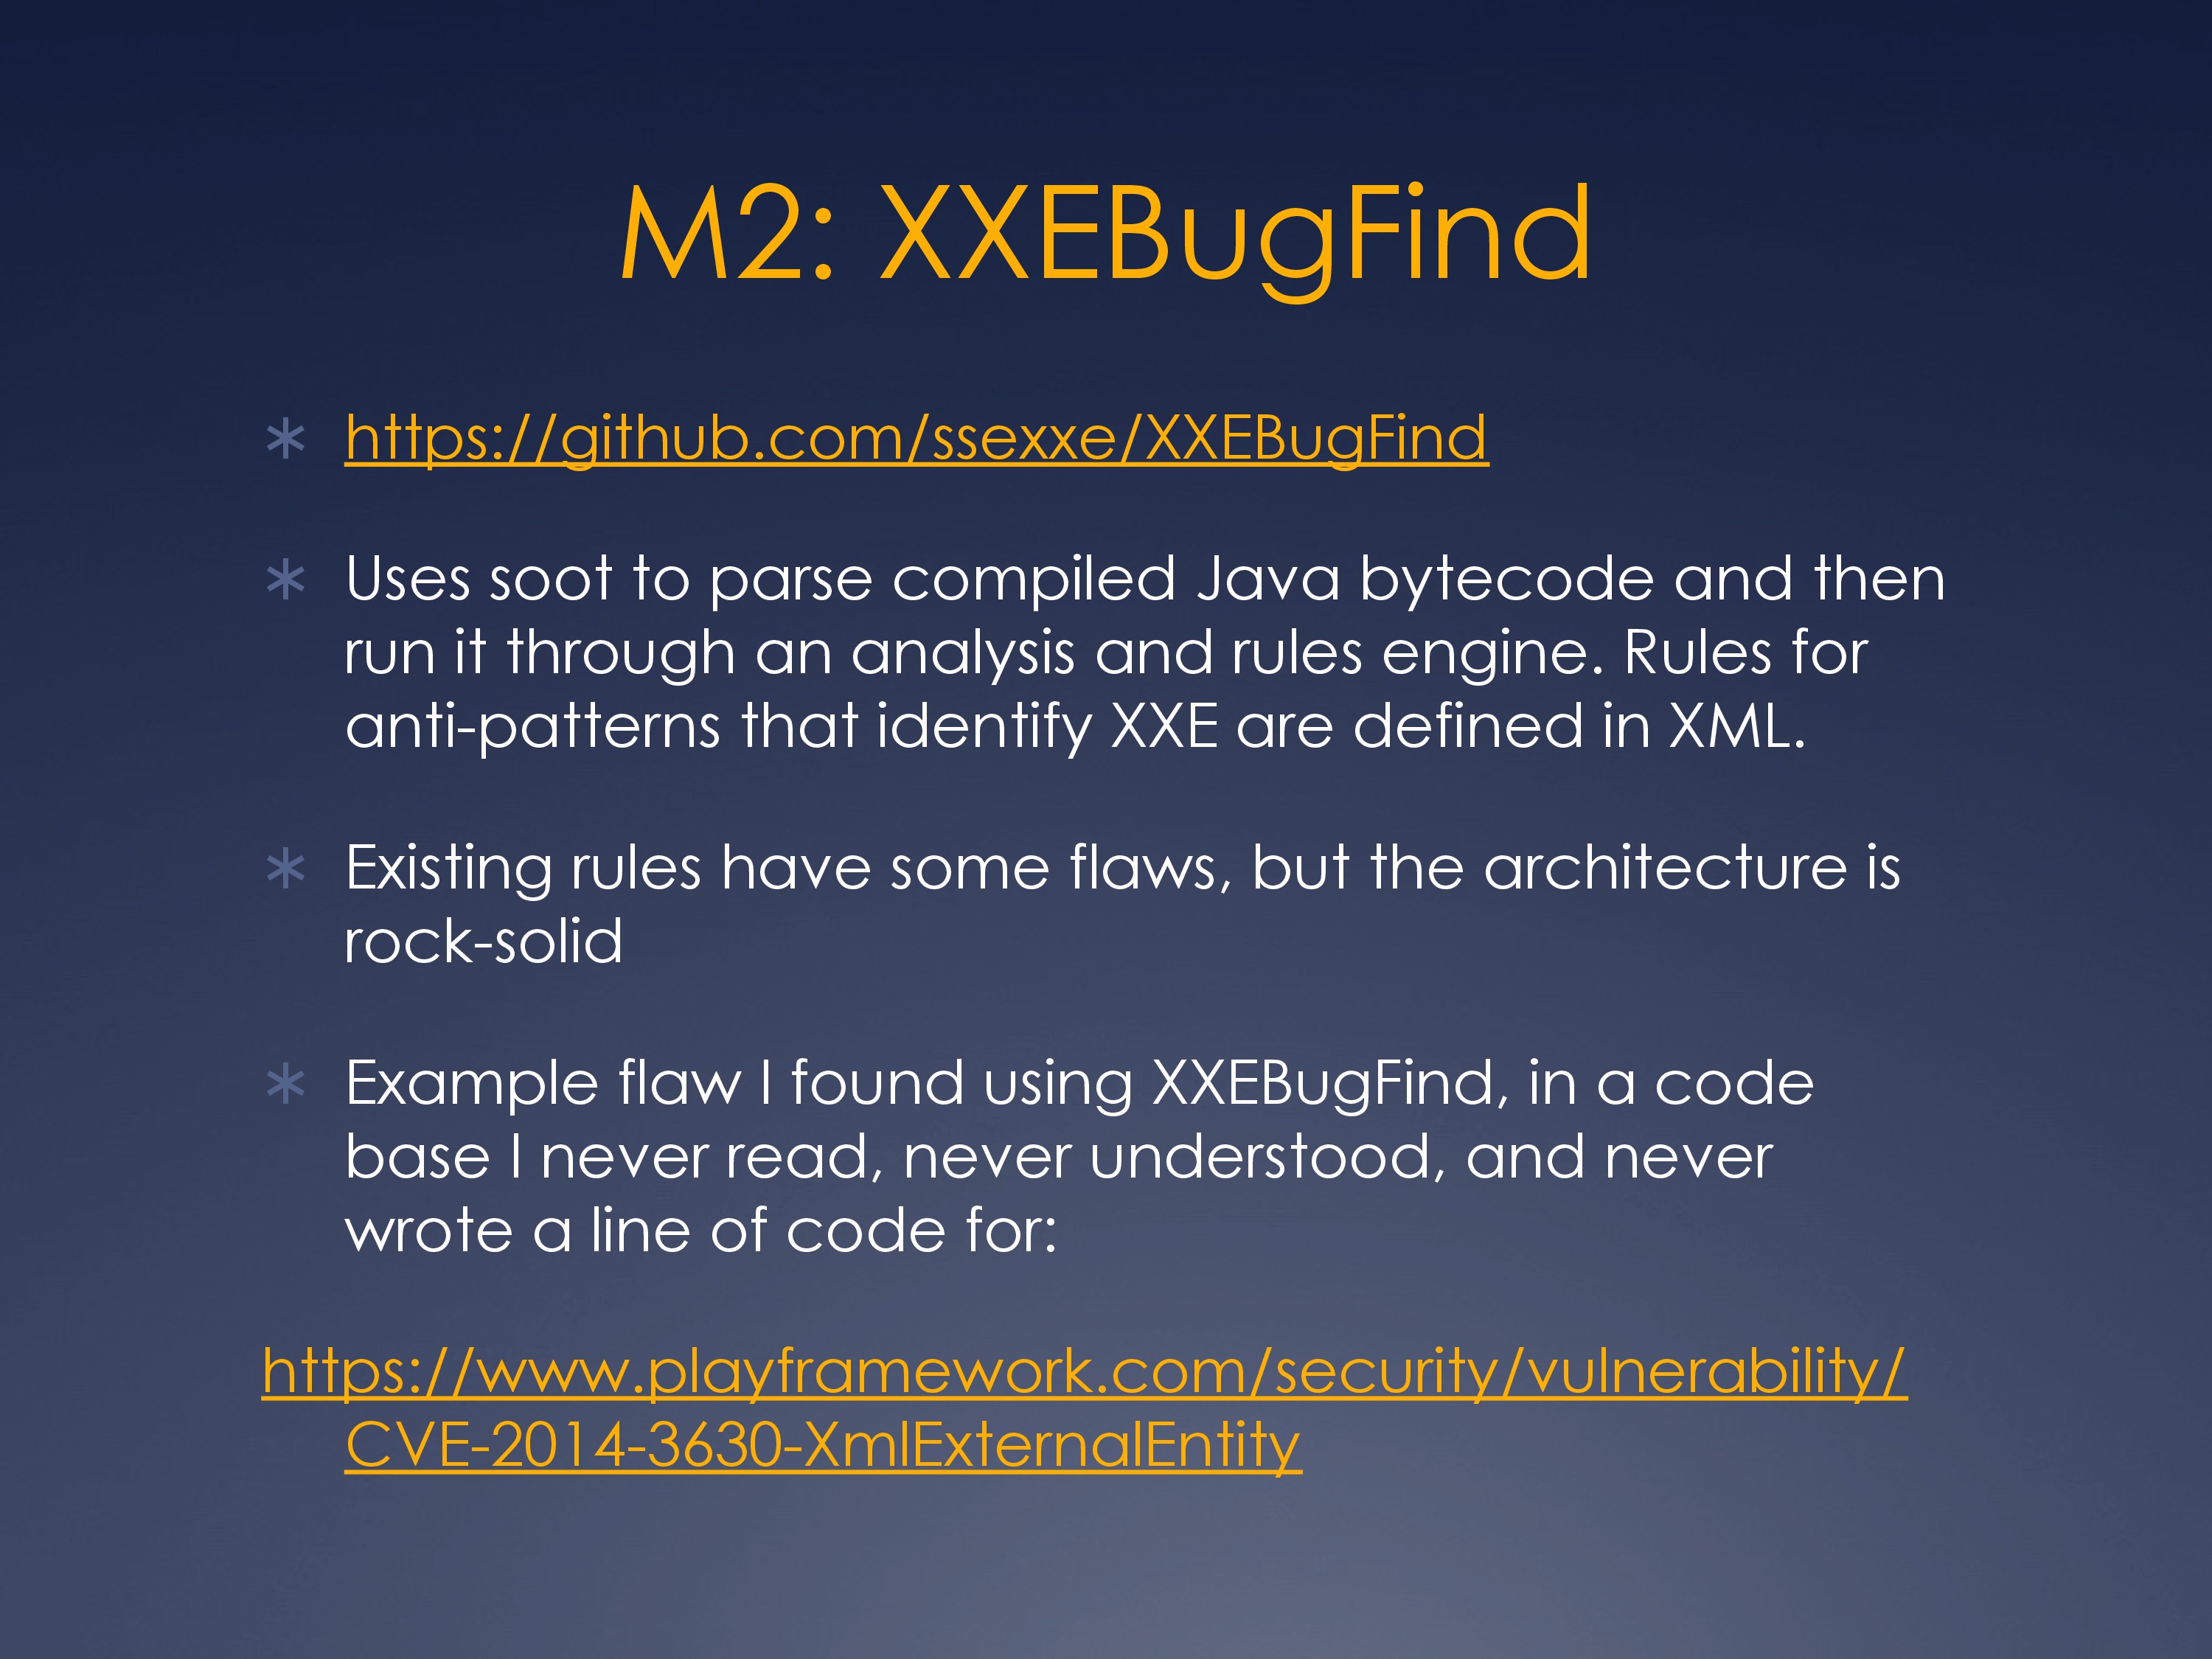 M2: XXEBugFind
* https://github.com/ssexxe/XXEBugFind
* Uses soot to parse compiled Java bytecode and then
run it through an analysis and rules engine. Rules for
anti-patterns that identify XXE are defined in XML.
* Existing rules have some flaws, but the architecture is
rock-solid
* Example flaw I found using XXEBugFind, in a code
base I never read, never understood, and never
wrote a line of code for:
https://www.playframework.com/security/vulnerability/
CVE-2014-3630-XmlExternalEntity